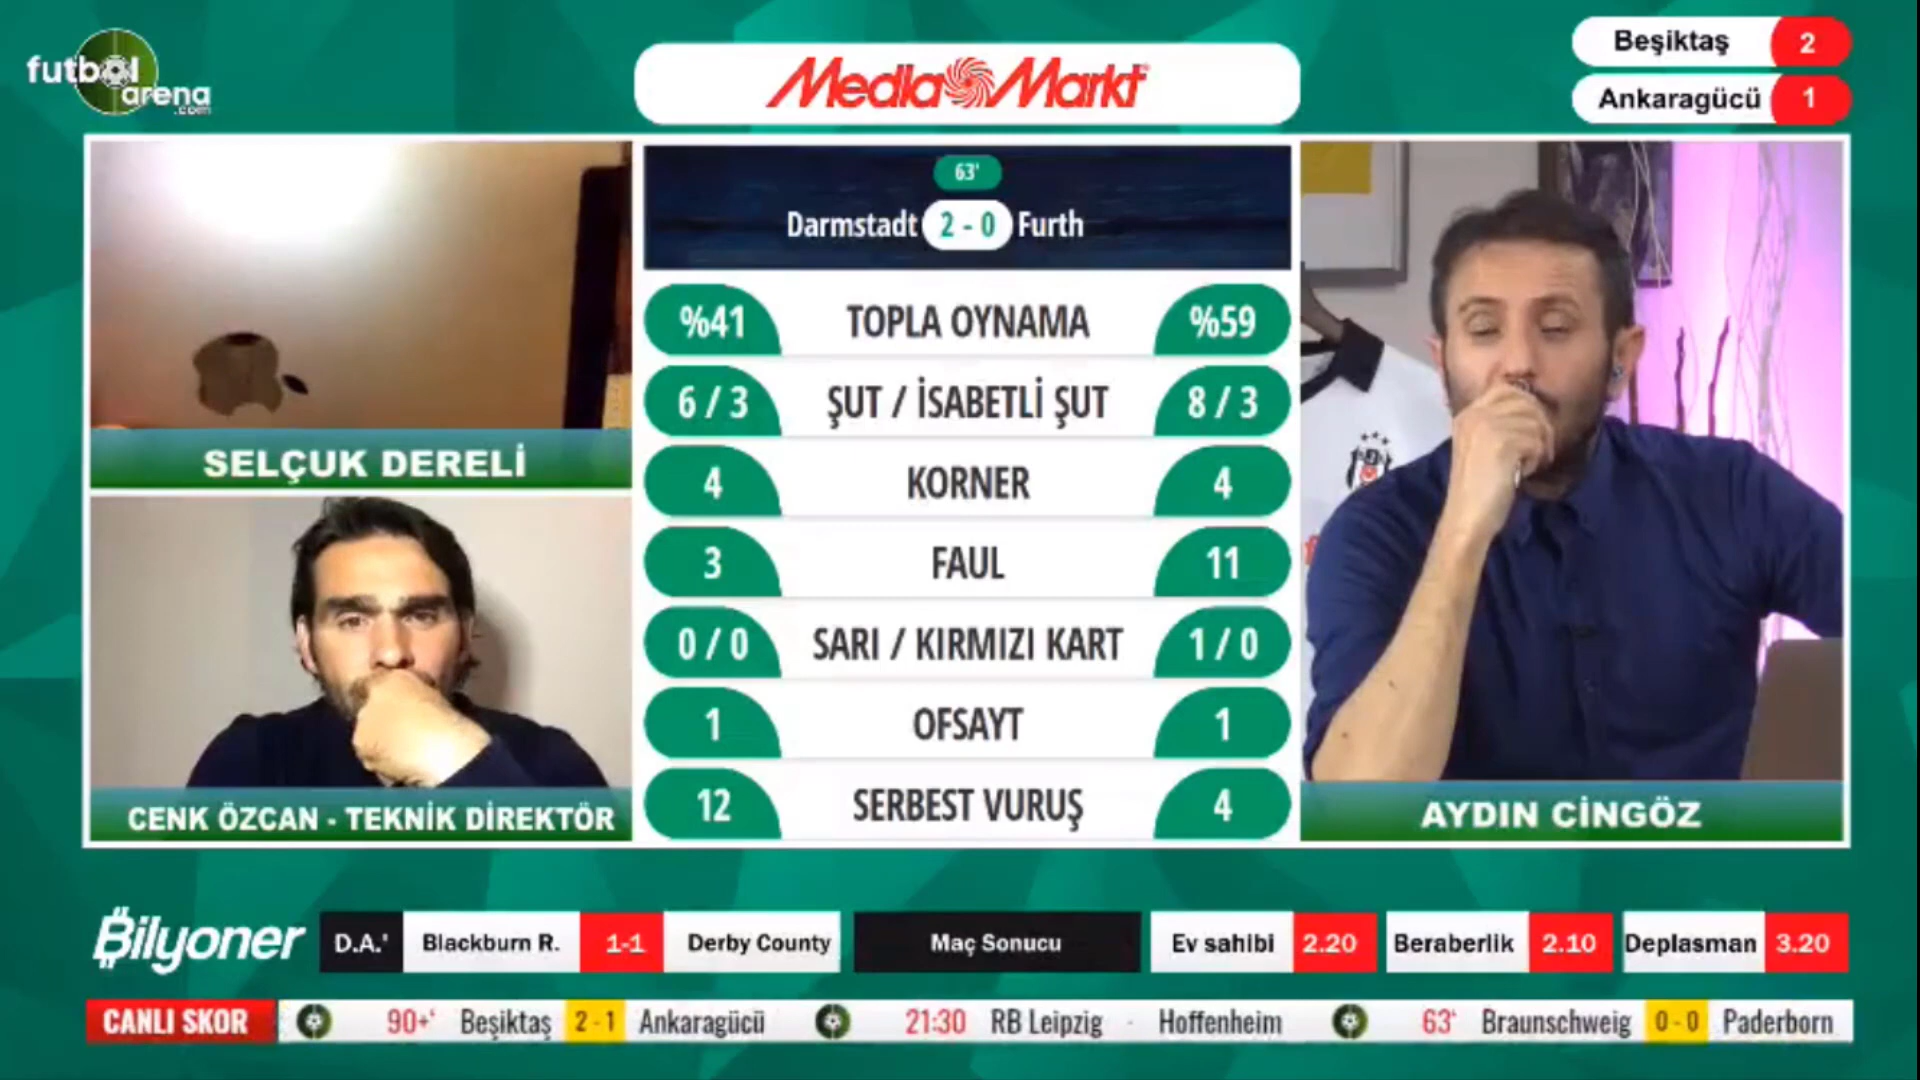 futbol
arena
.com
MediaMarkt
Beşiktaş 2
Ankaragücü 1
63'
Darmstadt 2 - 0 Furth
%41 TOPLA OYNAMA %59
6 / 3 ŞUT / İSABETLİ ŞUT 8 / 3
4 KORNER 4
3 FAUL 11
0 / 0 SARI / KIRMIZI KART 1 / 0
1 OFSAYT 1
12 SERBEST VURUŞ 4
SELÇUK DERELİ
CENK ÖZCAN - TEKNİK DİREKTÖR
AYDIN CİNGÖZ
Bilyoner D.A.' Blackburn R. 1-1 Derby County Maç Sonucu Ev sahibi 2.20 Beraberlik 2.10 Deplasman 3.20
CANLI SKOR 90+' Beşiktaş 2 - 1 Ankaragücü 21:30 RB Leipzig - Hoffenheim 63' Braunschweig 0 - 0 Paderborn